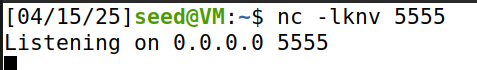 [04/15/25]seed@VM:~$ nc -lknv 5555
Listening on 0.0.0.0 5555